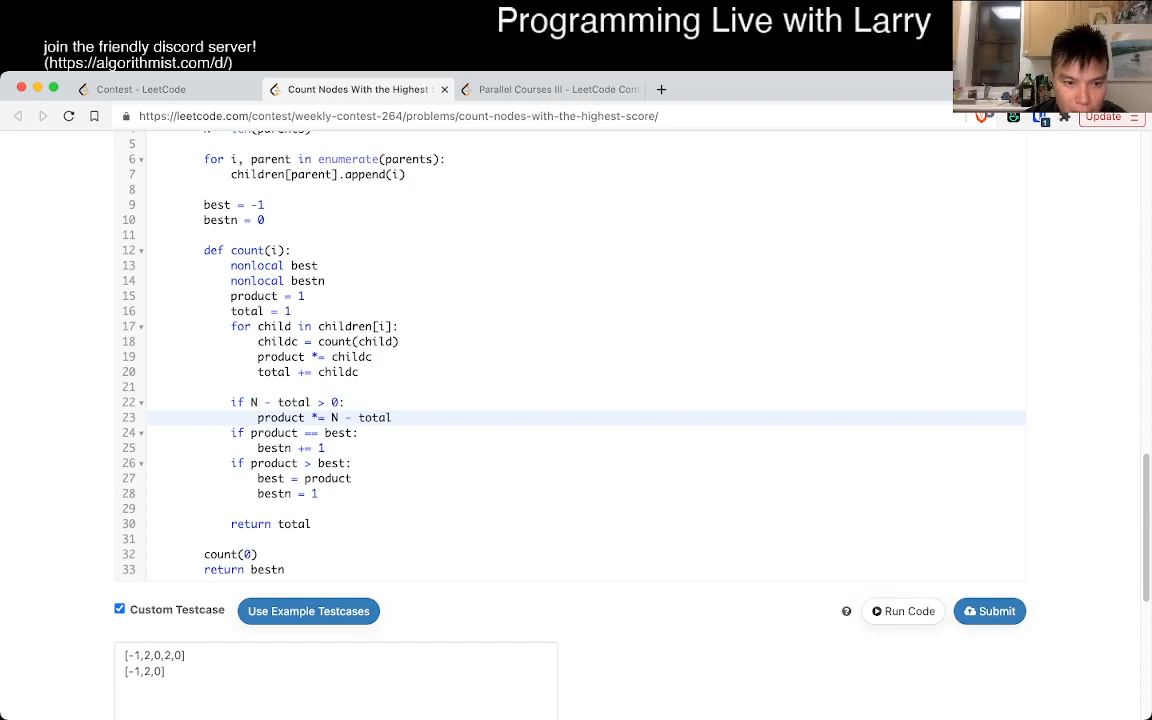 Programming Live with Larry
join the friendly discord server!
(https://algorithmist.com/d/)
Contest - LeetCode
Count Nodes With the Highest
Parallel Courses III - LeetCode Cont
https://leetcode.com/contest/weekly-contest-264/problems/count-nodes-with-the-highest-score/
Update
1
5
6 for i, parent in enumerate(parents):
7 children[parent].append(i)
8
9 best = -1
10 bestn = 0
11
12 def count(i):
13 nonlocal best
14 nonlocal bestn
15 product = 1
16 total = 1
17 for child in children[i]:
18 childc = count(child)
19 product *= childc
20 total += childc
21
22 if N - total > 0:
23 product *= N - total
24 if product == best:
25 bestn += 1
26 if product > best:
27 best = product
28 bestn = 1
29
30 return total
31
32 count(0)
33 return bestn
Custom Testcase
Use Example Testcases
? Run Code
Submit
[-1,2,0,2,0]
[-1,2,0]